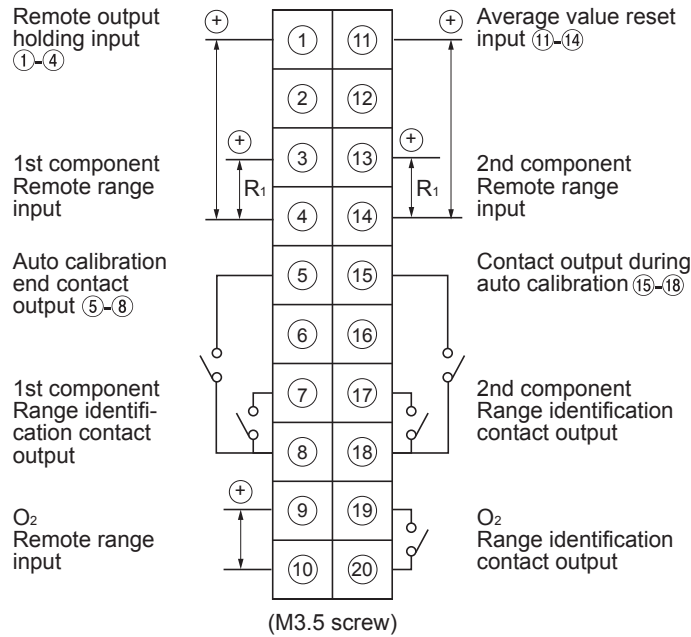 Remote output
holding input
①-④
1st component
Remote range
input
Auto calibration
end contact
output ⑤-⑧
1st component
Range identifi-
cation contact
output
O₂
Remote range
input
+
+
R₁
+
① ⑪
② ⑫
③ ⑬
④ ⑭
⑤ ⑮
⑥ ⑯
⑦ ⑰
⑧ ⑱
⑨ ⑲
⑩ ⑳
(M3.5 screw)
+
+
R₁
Average value reset
input ⑪-⑭
2nd component
Remote range
input
Contact output during
auto calibration ⑮-⑱
2nd component
Range identification
contact output
O₂
Range identification
contact output